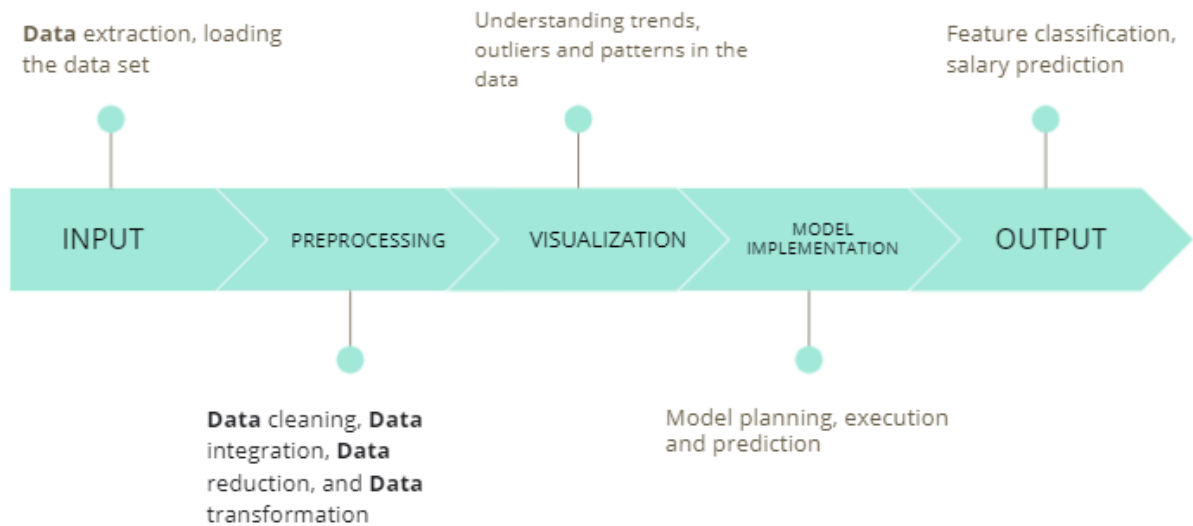 Data extraction, loading
the data set
Understanding trends,
outliers and patterns in the
data
Feature classification,
salary prediction
INPUT
PREPROCESSING
VISUALIZATION
MODEL
IMPLEMENTATION
OUTPUT
Data cleaning, Data
integration, Data
reduction, and Data
transformation
Model planning, execution
and prediction